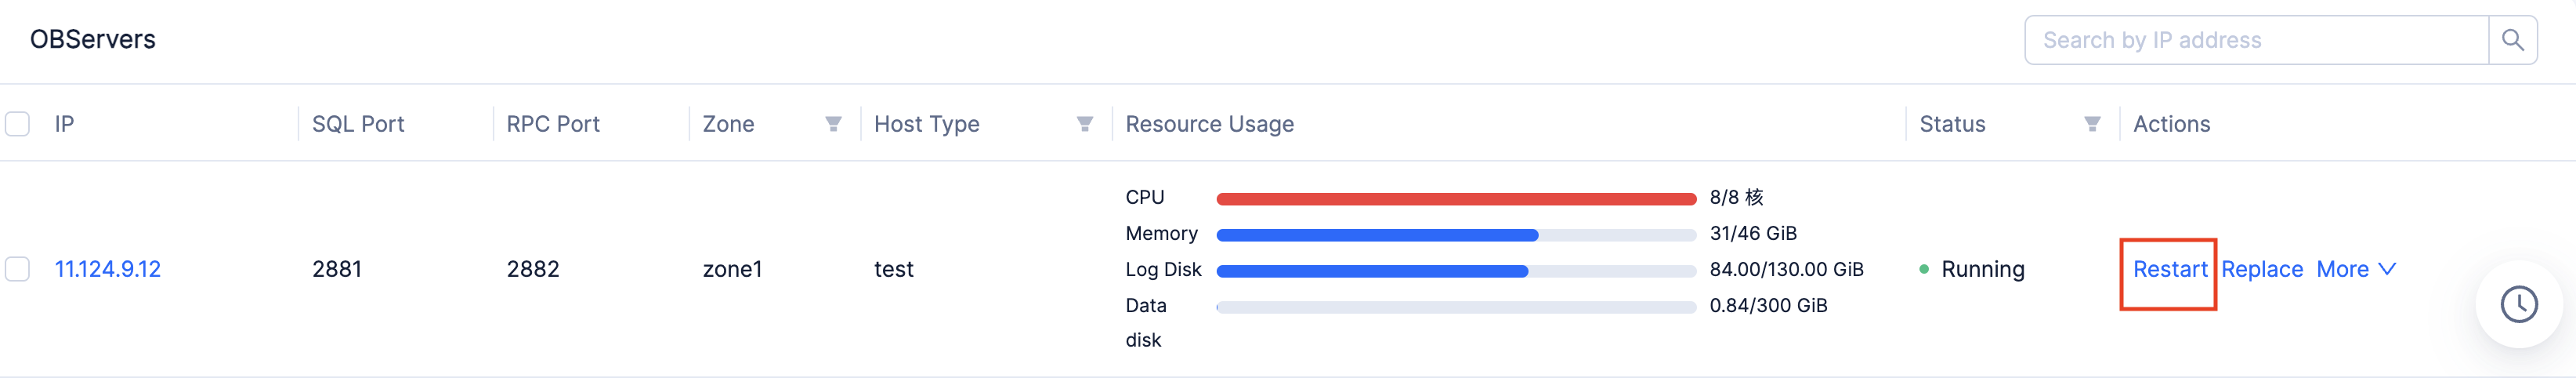 OBServers
Search by IP address
IP SQL Port RPC Port Zone Host Type Resource Usage Status Actions
CPU 8/8 核
Memory 31/46 GiB
11.124.9.12 2881 2882 zone1 test Log Disk 84.00/130.00 GiB Running Restart Replace More
Data 0.84/300 GiB
disk